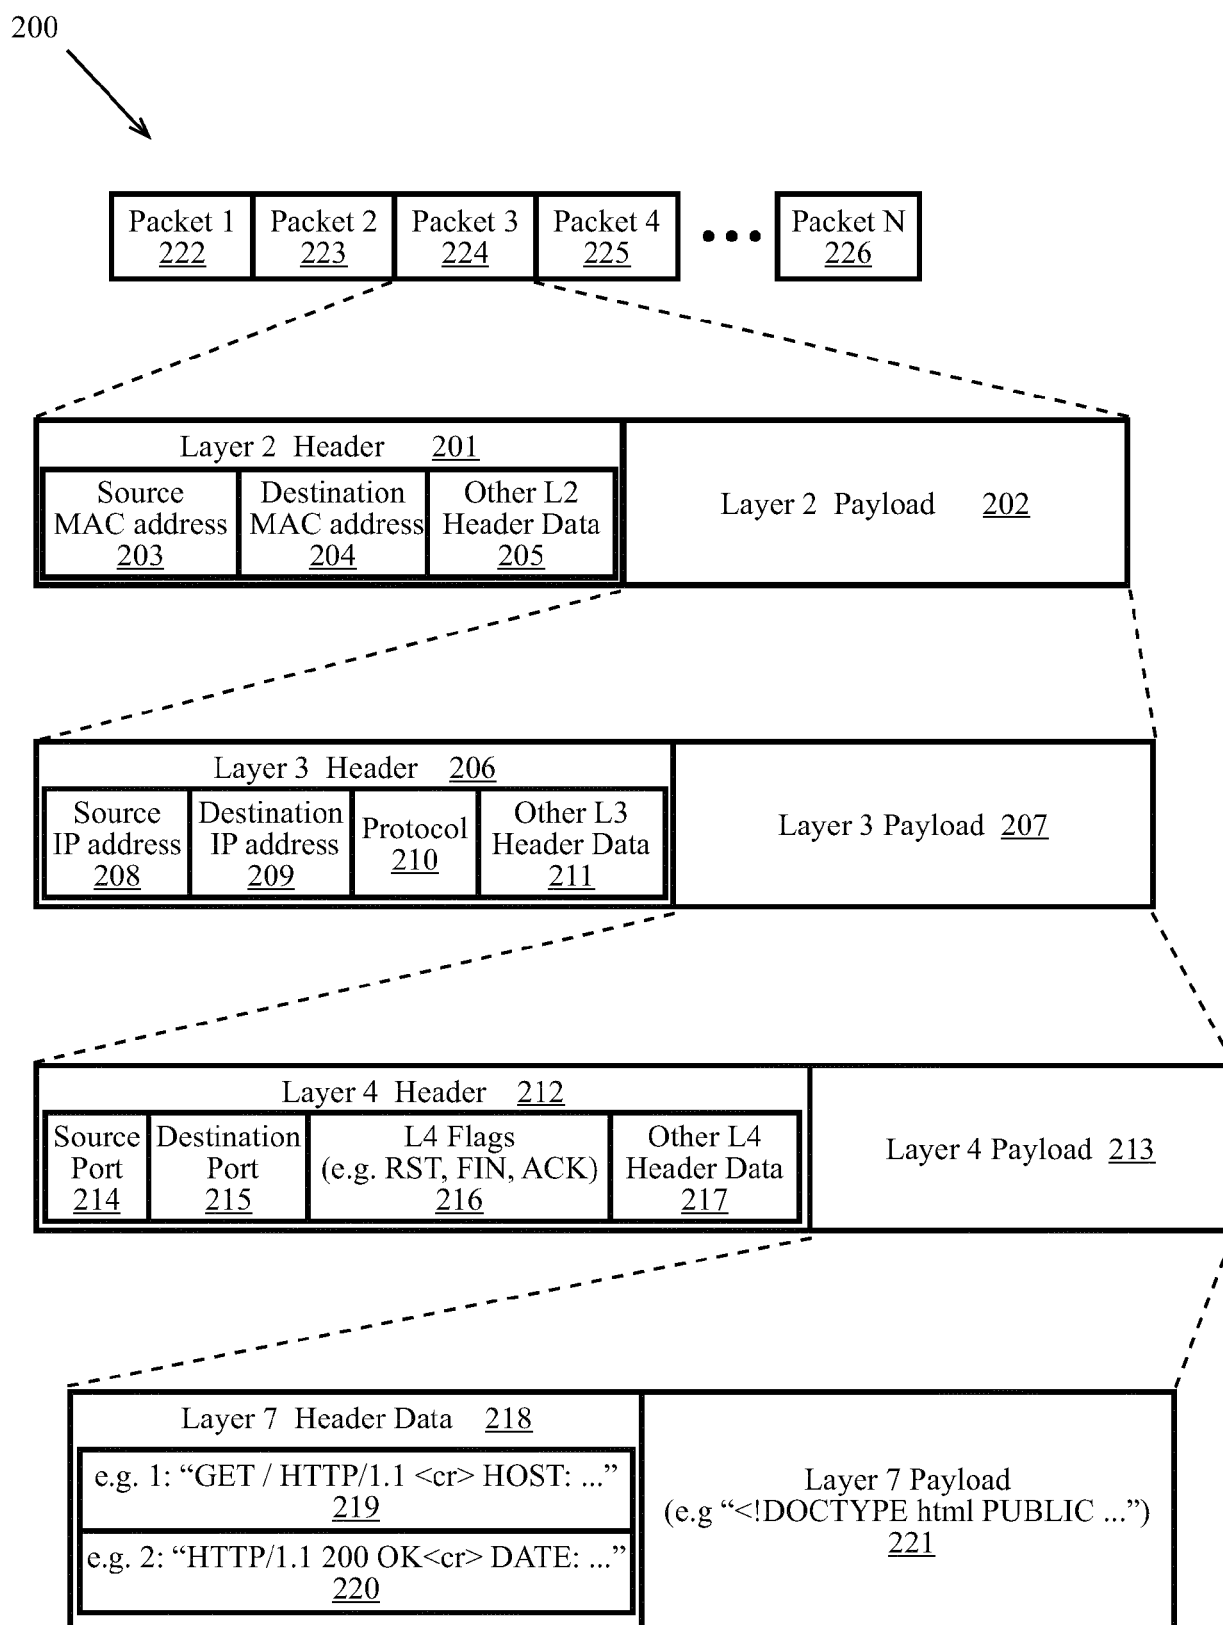 200
Packet 1 Packet 2 Packet 3 Packet 4 ••• Packet N
222 223 224 225 226
Layer 2 Header 201
Source MAC address 203
Destination MAC address 204
Other L2 Header Data 205
Layer 2 Payload 202
Layer 3 Header 206
Source IP address 208
Destination IP address 209
Protocol 210
Other L3 Header Data 211
Layer 3 Payload 207
Layer 4 Header 212
Source Port 214
Destination Port 215
L4 Flags (e.g. RST, FIN, ACK) 216
Other L4 Header Data 217
Layer 4 Payload 213
Layer 7 Header Data 218
e.g. 1: “GET / HTTP/1.1 <cr> HOST: ...”
219
e.g. 2: “HTTP/1.1 200 OK<cr> DATE: ...”
220
Layer 7 Payload
(e.g “<!DOCTYPE html PUBLIC ...”)
221